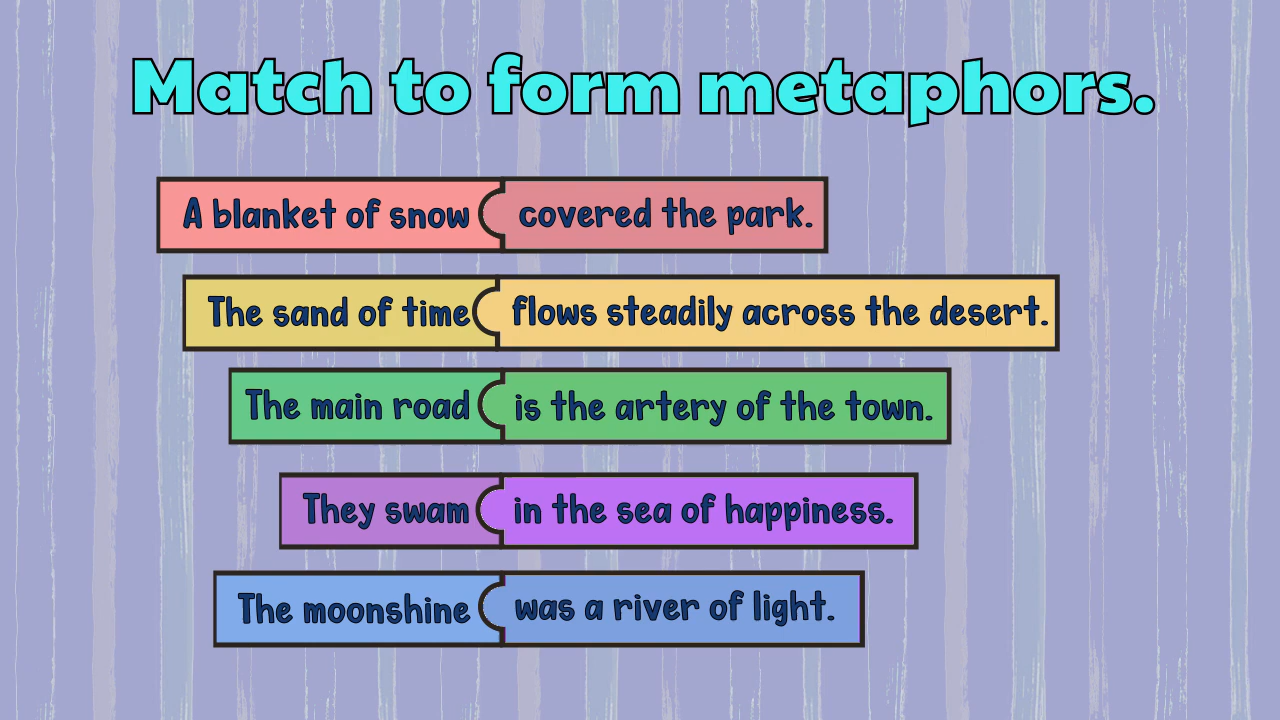 Match to form metaphors.
A blanket of snow covered the park.
The sand of time flows steadily across the desert.
The main road is the artery of the town.
They swam in the sea of happiness.
The moonshine was a river of light.